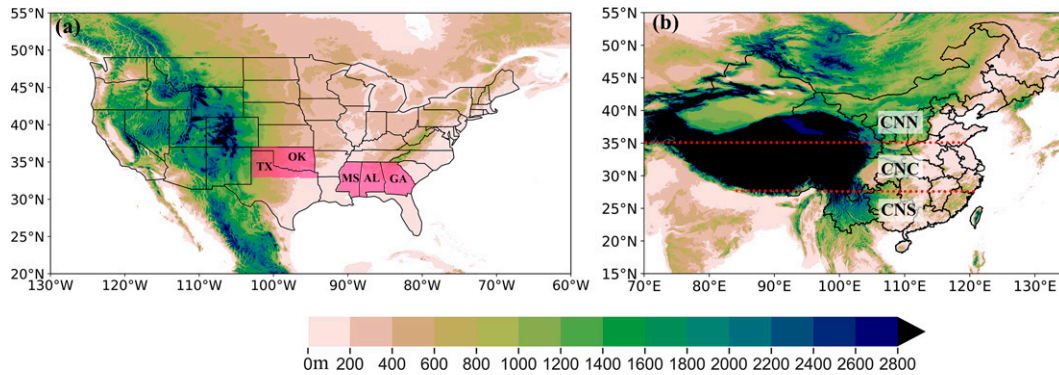 (a)
55°N
50°N
45°N
40°N
35°N
30°N
25°N
20°N
130°W 120°W 110°W 100°W 90°W 80°W 70°W 60°W
TX OK
MS AL GA
(b)
55°N
50°N
45°N
40°N
35°N
30°N
25°N
20°N
15°N
70°E 80°E 90°E 100°E 110°E 120°E 130°E
CNN
CNC
CNS
0m 200 400 600 800 1000 1200 1400 1600 1800 2000 2200 2400 2600 2800